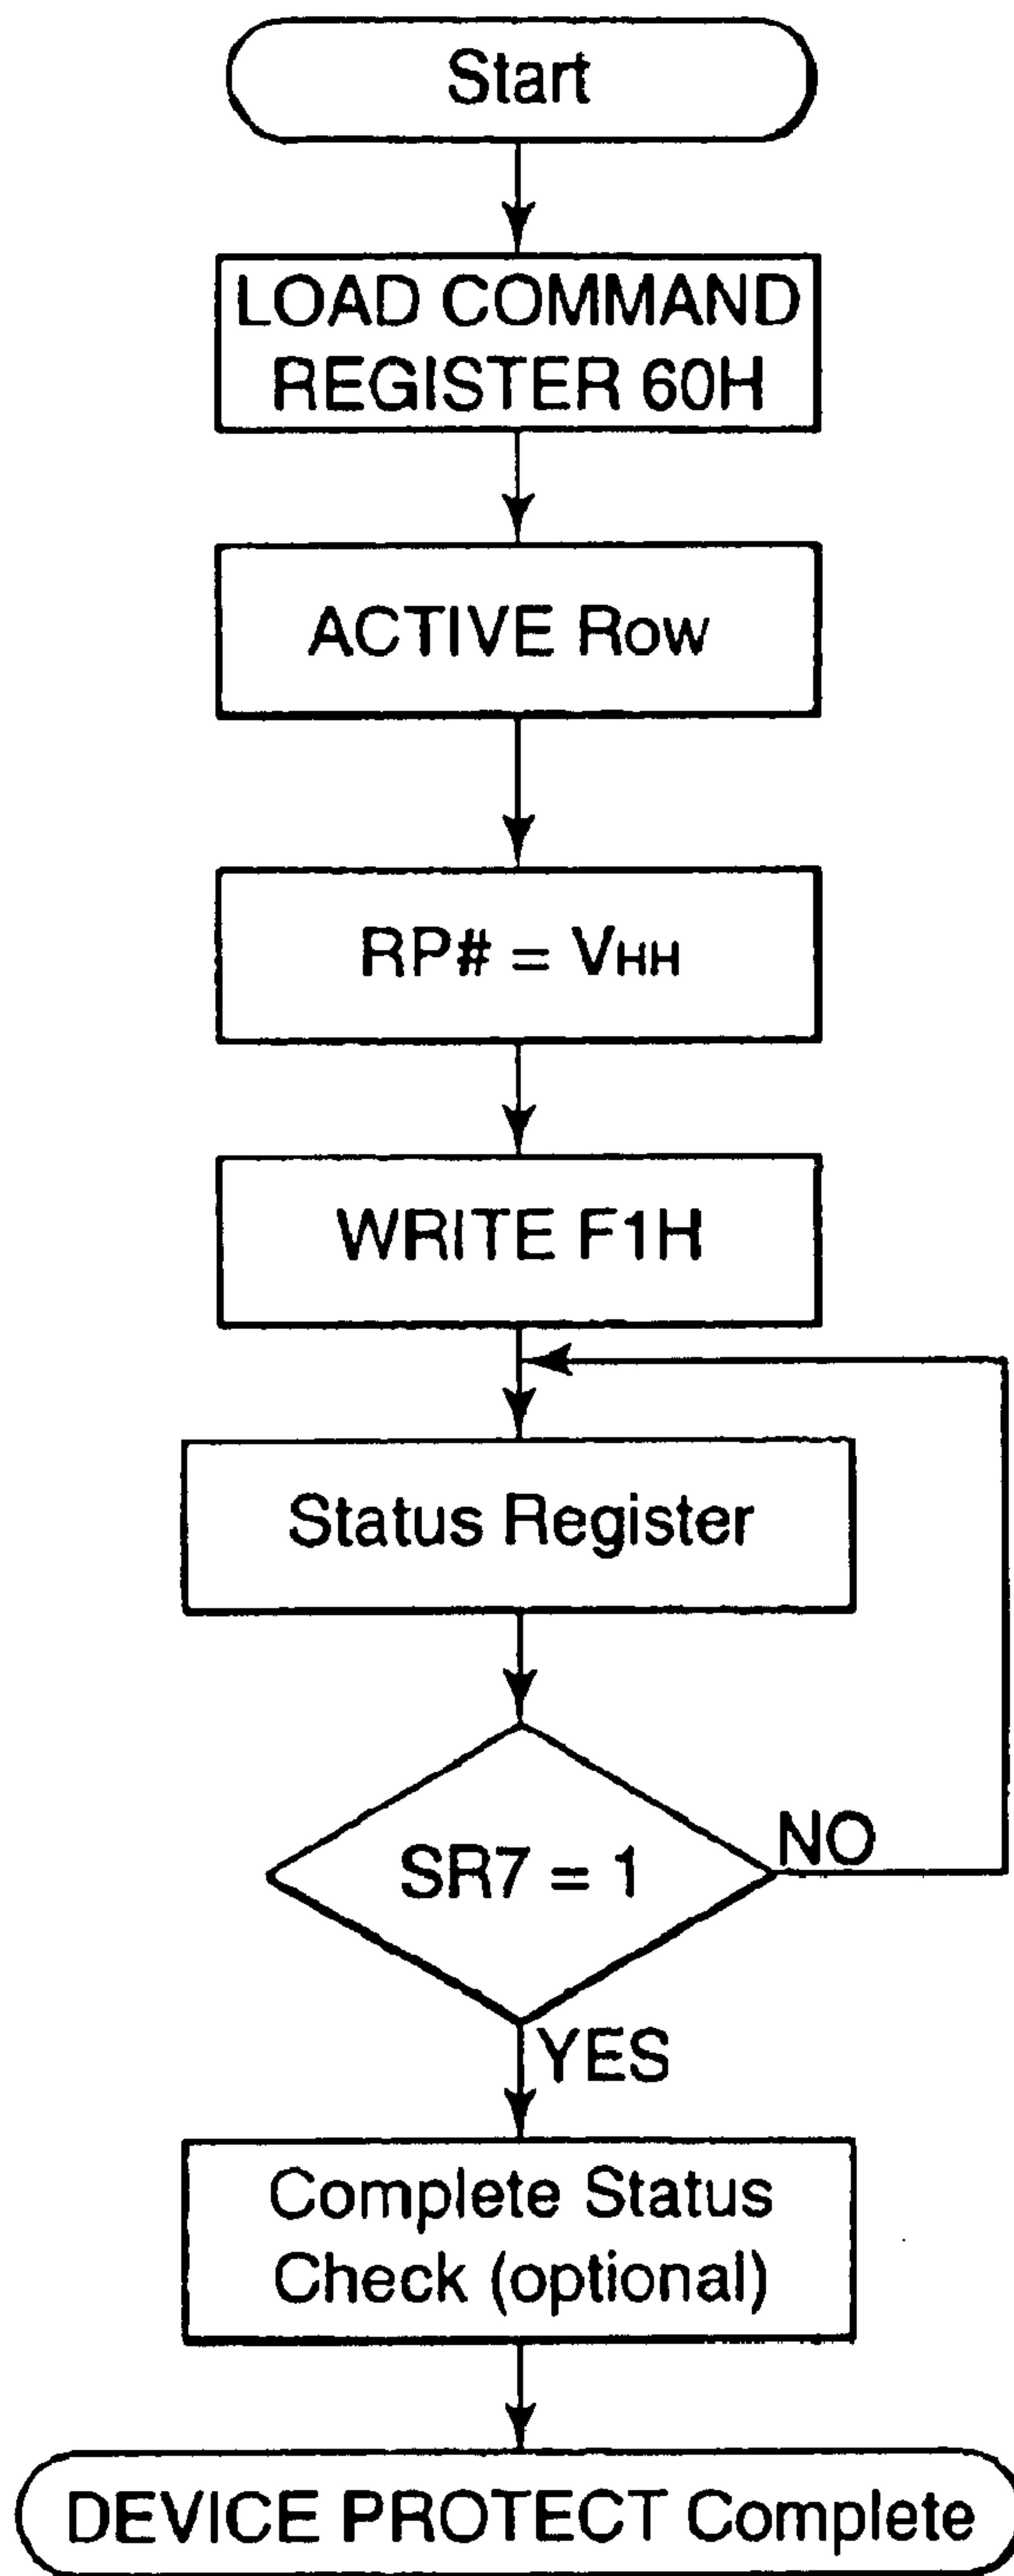 Start
LOAD COMMAND
REGISTER 60H
ACTIVE Row
RP# = VHH
WRITE F1H
Status Register
SR7 = 1
NO
YES
Complete Status
Check (optional)
DEVICE PROTECT Complete